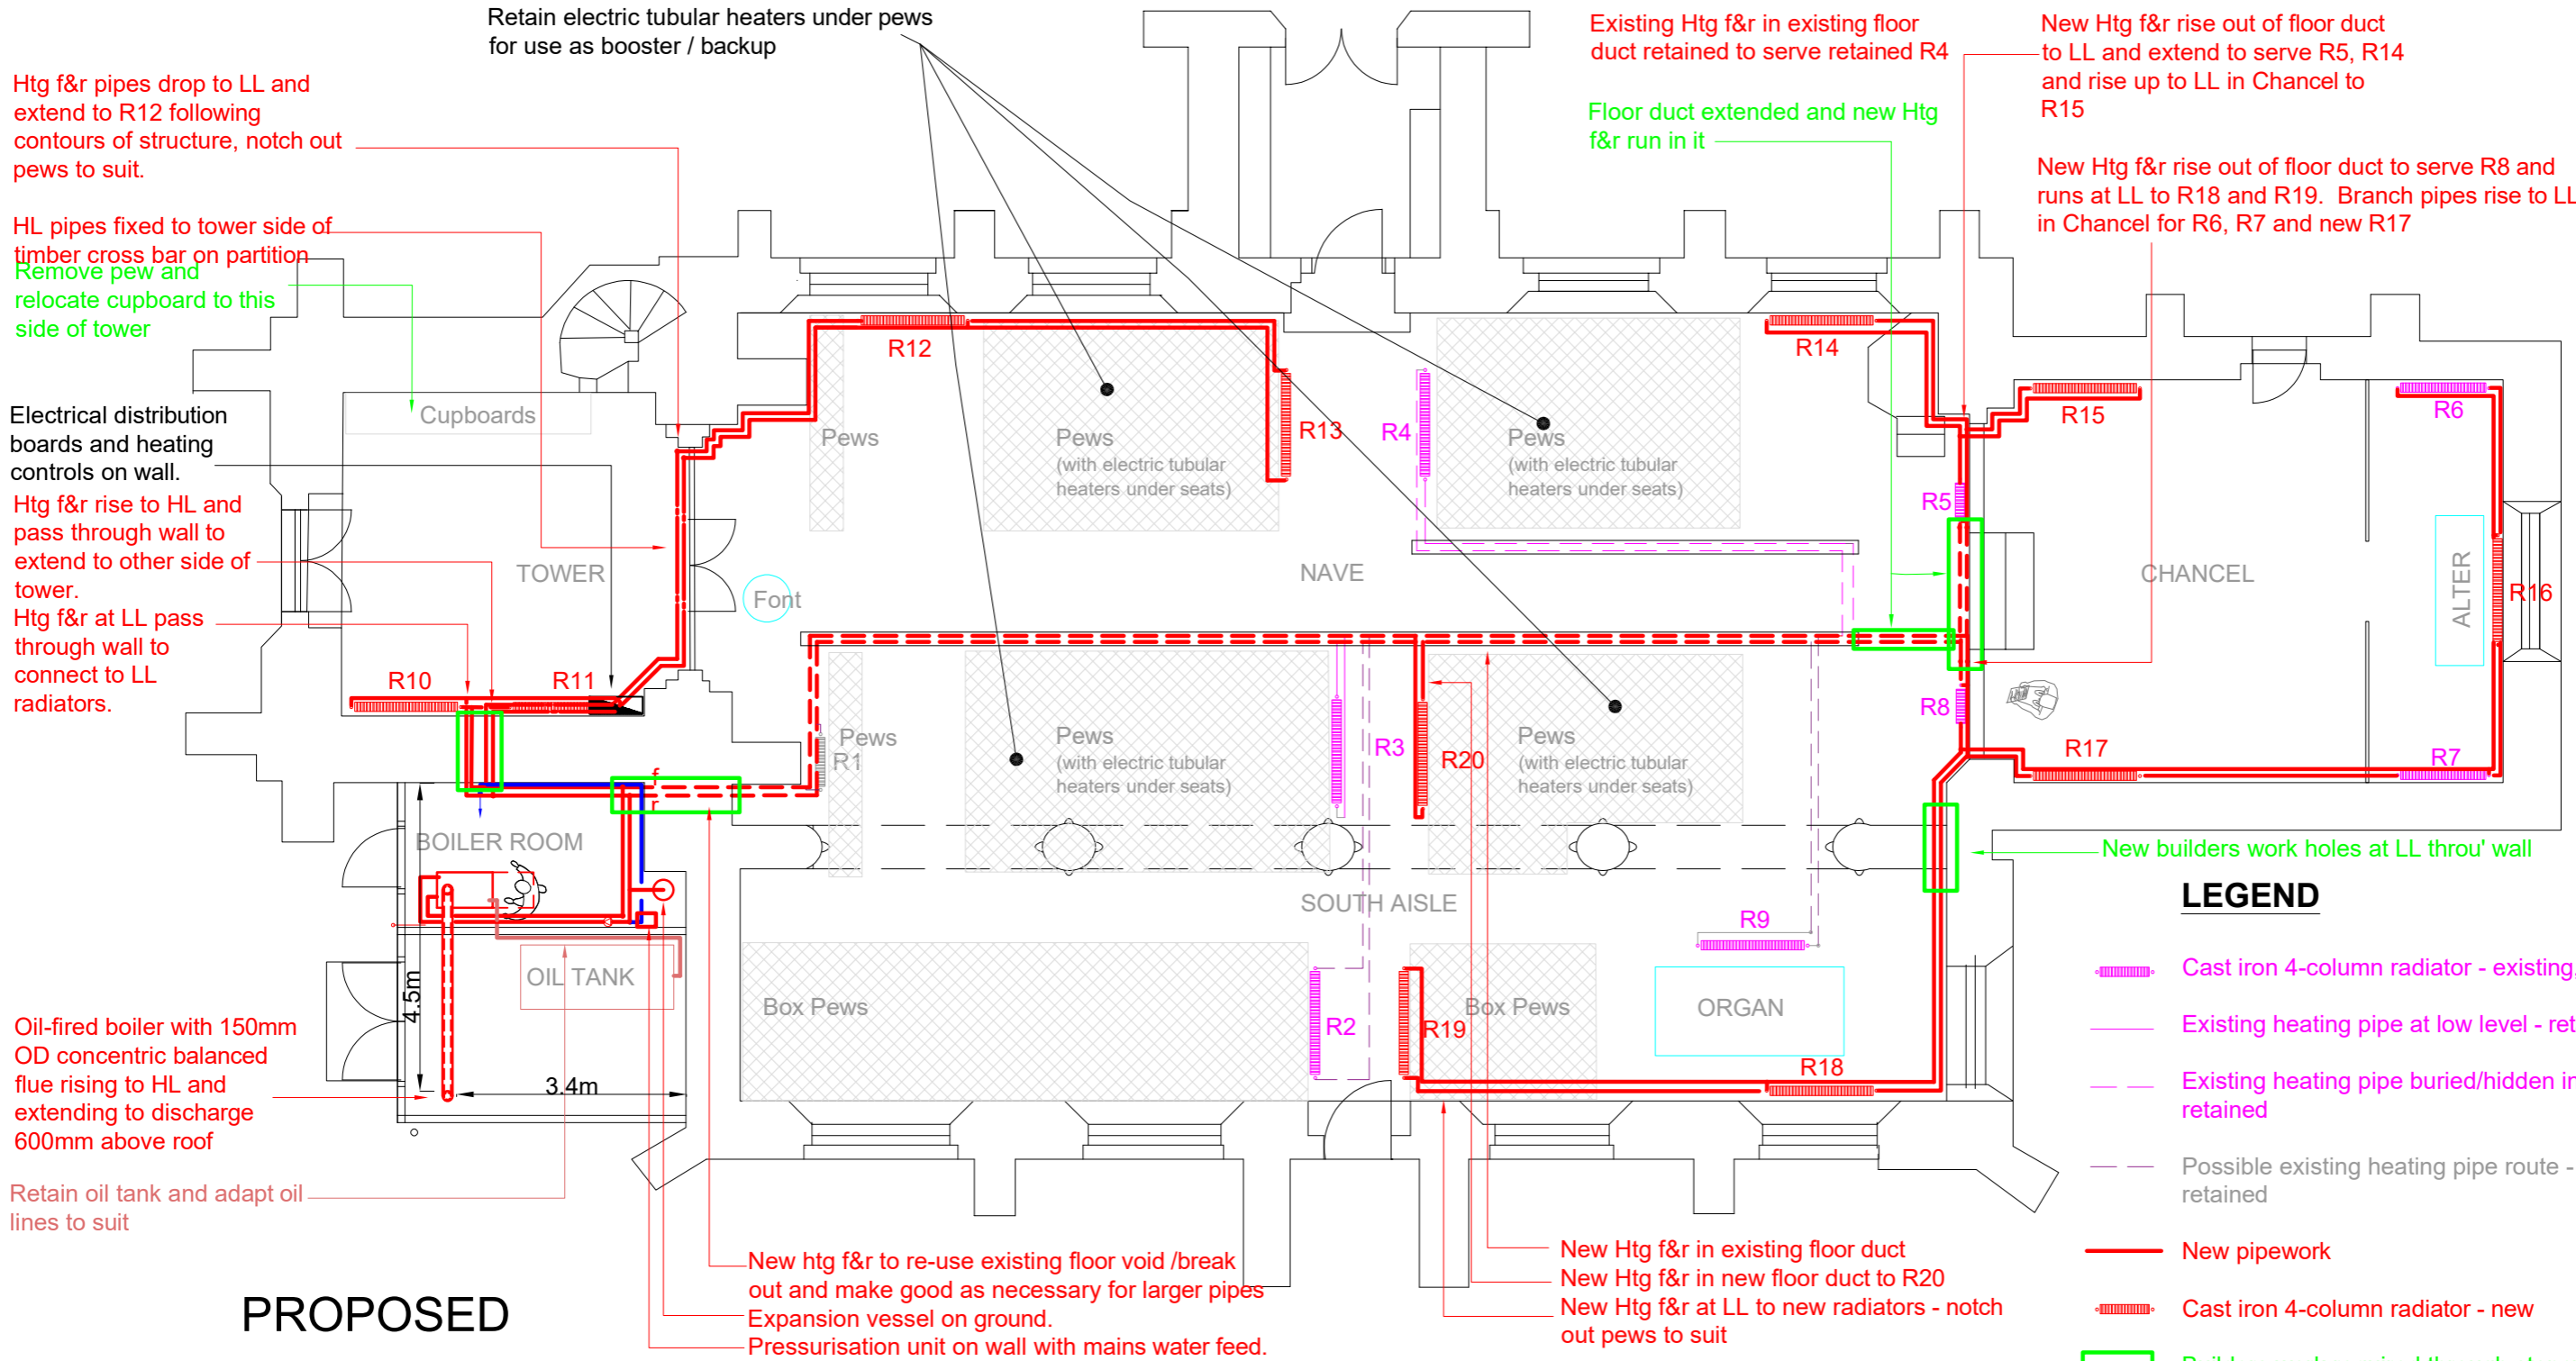 Retain electric tubular heaters under pews
for use as booster / backup
Existing Htg f&r in existing floor
duct retained to serve retained R4
New Htg f&r rise out of floor duct
to LL and extend to serve R5, R14
and rise up to LL in Chancel to
R15
Htg f&r pipes drop to LL and
extend to R12 following
contours of structure, notch out
pews to suit.
Floor duct extended and new Htg
f&r run in it
New Htg f&r rise out of floor duct to serve R8 and
runs at LL to R18 and R19. Branch pipes rise to LL
in Chancel for R6, R7 and new R17
HL pipes fixed to tower side of
timber cross bar on partition
Remove pew and
relocate cupboard to this
side of tower
Electrical distribution
boards and heating
controls on wall.
Htg f&r rise to HL and
pass through wall to
extend to other side of
tower.
Htg f&r at LL pass
through wall to
connect to LL
radiators.
Cupboards
TOWER
Font
R10
R11
R12
R13
R4
R14
R15
R6
R5
Pews
Pews
(with electric tubular
heaters under seats)
Pews
(with electric tubular
heaters under seats)
NAVE
CHANCEL
ALTER
R16
R8
R17
R7
Pews
R1
Pews
(with electric tubular
heaters under seats)
R3
R20
Pews
(with electric tubular
heaters under seats)
f
r
BOILER ROOM
SOUTH AISLE
R9
OIL TANK
4.5m
3.4m
Box Pews
R2
R19
Box Pews
ORGAN
R18
New builders work holes at LL throu' wall
Oil-fired boiler with 150mm
OD concentric balanced
flue rising to HL and
extending to discharge
600mm above roof
Retain oil tank and adapt oil
lines to suit
New htg f&r to re-use existing floor void /break
out and make good as necessary for larger pipes
Expansion vessel on ground.
Pressurisation unit on wall with mains water feed.
New Htg f&r in existing floor duct
New Htg f&r in new floor duct to R20
New Htg f&r at LL to new radiators - notch
out pews to suit
PROPOSED
LEGEND
Cast iron 4-column radiator - existing
Existing heating pipe at low level -
Existing heating pipe buried/hidden
retained
Possible existing heating pipe route -
retained
New pipework
Cast iron 4-column radiator - new